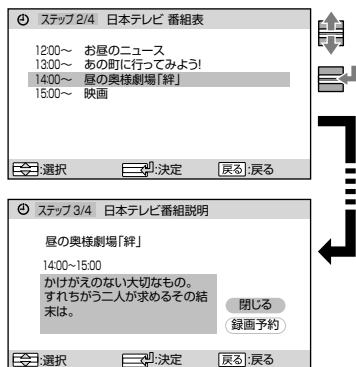 ステップ 2/4 日本テレビ 番組表
12:00～ お昼のニュース
13:00～ あの町に行ってみよう!
14:00～ 昼の奥様劇場「絆」
15:00～ 映画
:選択 :決定 戻る:戻る
ステップ 3/4 日本テレビ番組説明
昼の奥様劇場「絆」
14:00~15:00
かけがえのない大切なもの。
すれちがう二人が求めるその結
末は。
閉じる
録画予約
:選択 :決定 戻る:戻る